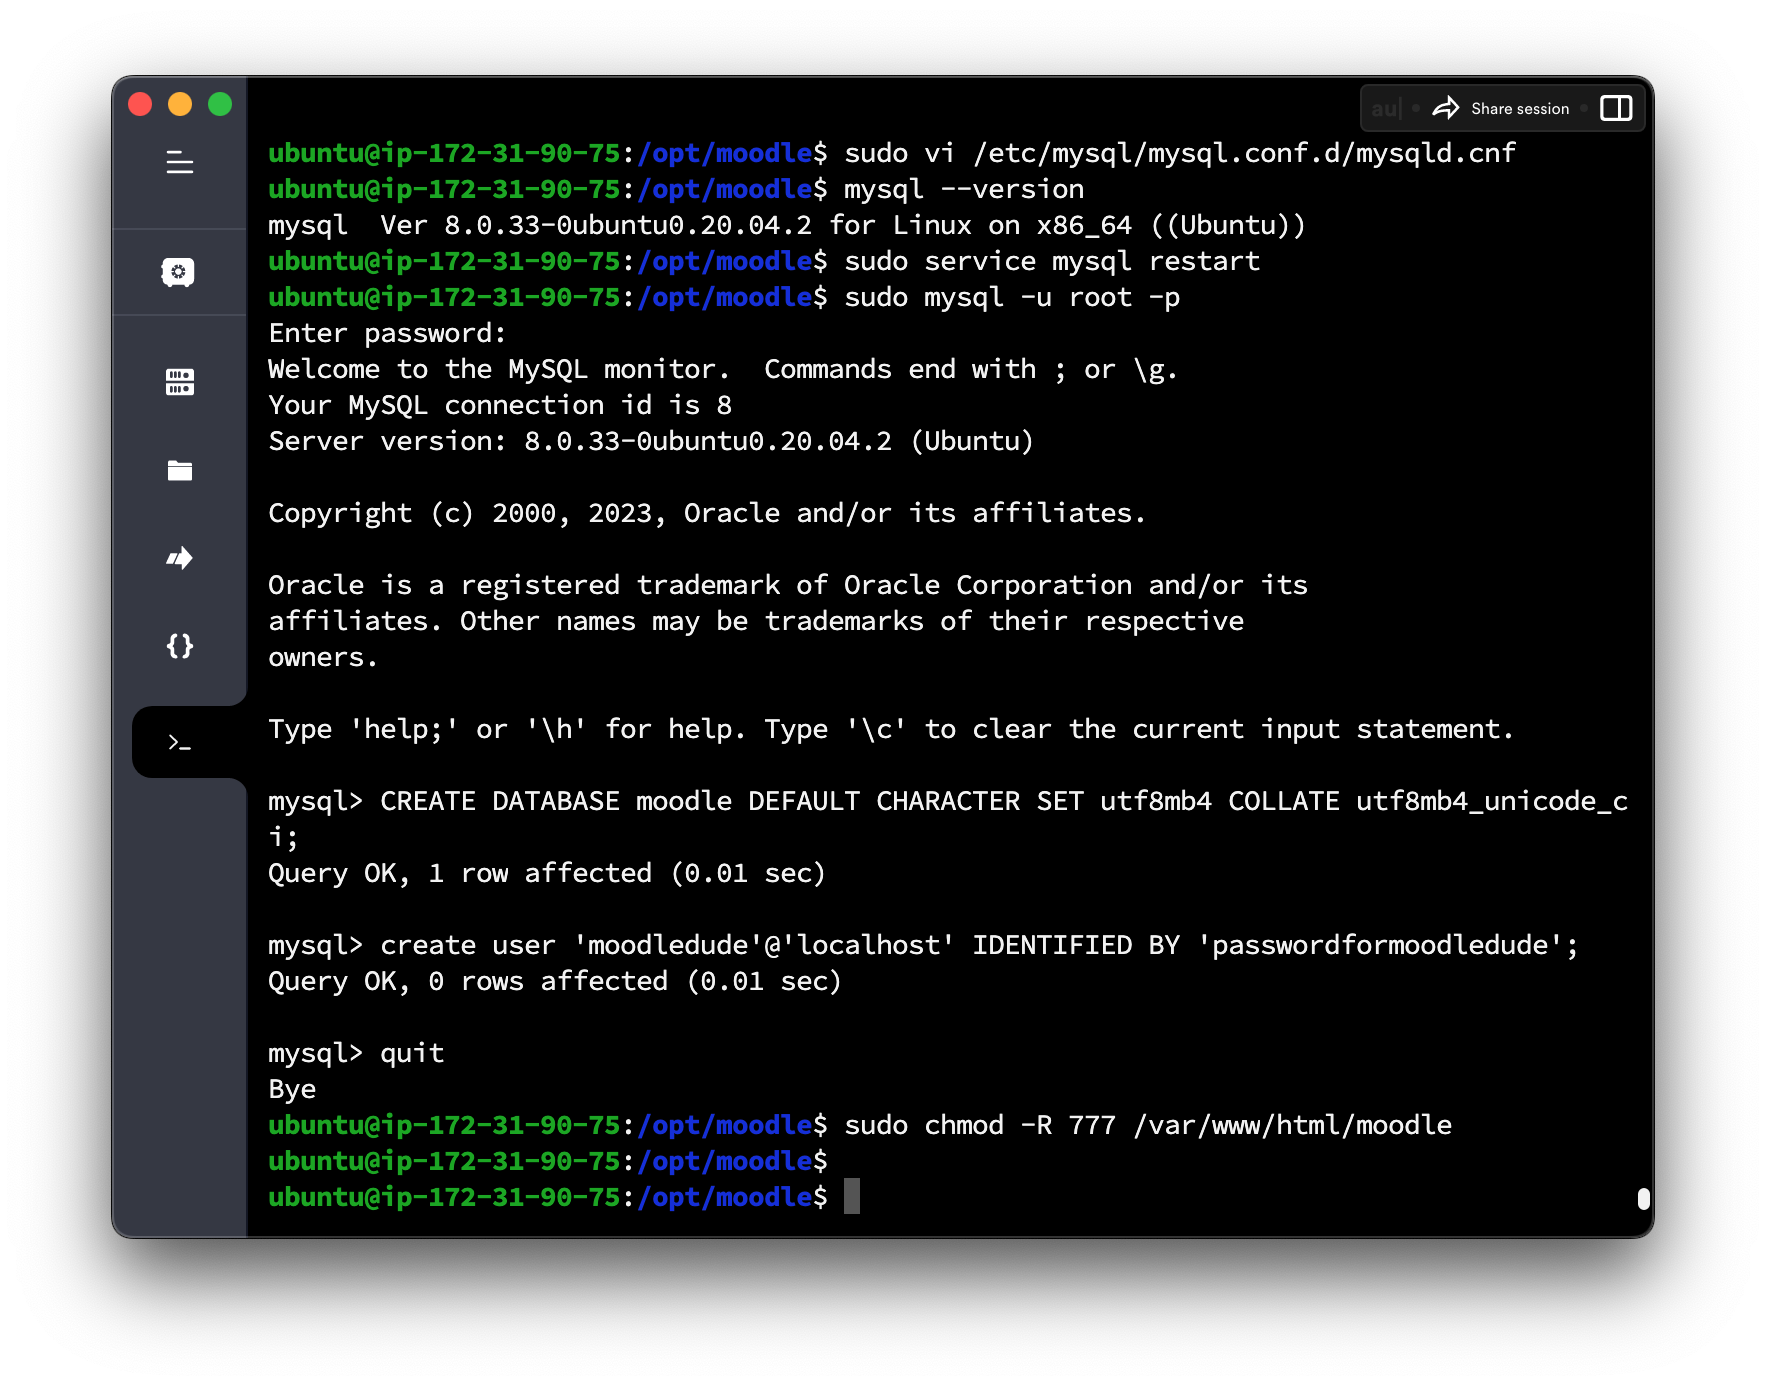 au| • Share session •
ubuntu@ip-172-31-90-75:/opt/moodle$ sudo vi /etc/mysql/mysql.conf.d/mysqld.cnf
ubuntu@ip-172-31-90-75:/opt/moodle$ mysql --version
mysql  Ver 8.0.33-0ubuntu0.20.04.2 for Linux on x86_64 ((Ubuntu))
ubuntu@ip-172-31-90-75:/opt/moodle$ sudo service mysql restart
ubuntu@ip-172-31-90-75:/opt/moodle$ sudo mysql -u root -p
Enter password:
Welcome to the MySQL monitor.  Commands end with ; or \g.
Your MySQL connection id is 8
Server version: 8.0.33-0ubuntu0.20.04.2 (Ubuntu)
Copyright (c) 2000, 2023, Oracle and/or its affiliates.
Oracle is a registered trademark of Oracle Corporation and/or its
affiliates. Other names may be trademarks of their respective
owners.
Type 'help;' or '\h' for help. Type '\c' to clear the current input statement.
mysql> CREATE DATABASE moodle DEFAULT CHARACTER SET utf8mb4 COLLATE utf8mb4_unicode_c
i;
Query OK, 1 row affected (0.01 sec)
mysql> create user 'moodledude'@'localhost' IDENTIFIED BY 'passwordformoodledude';
Query OK, 0 rows affected (0.01 sec)
mysql> quit
Bye
ubuntu@ip-172-31-90-75:/opt/moodle$ sudo chmod -R 777 /var/www/html/moodle
ubuntu@ip-172-31-90-75:/opt/moodle$
ubuntu@ip-172-31-90-75:/opt/moodle$